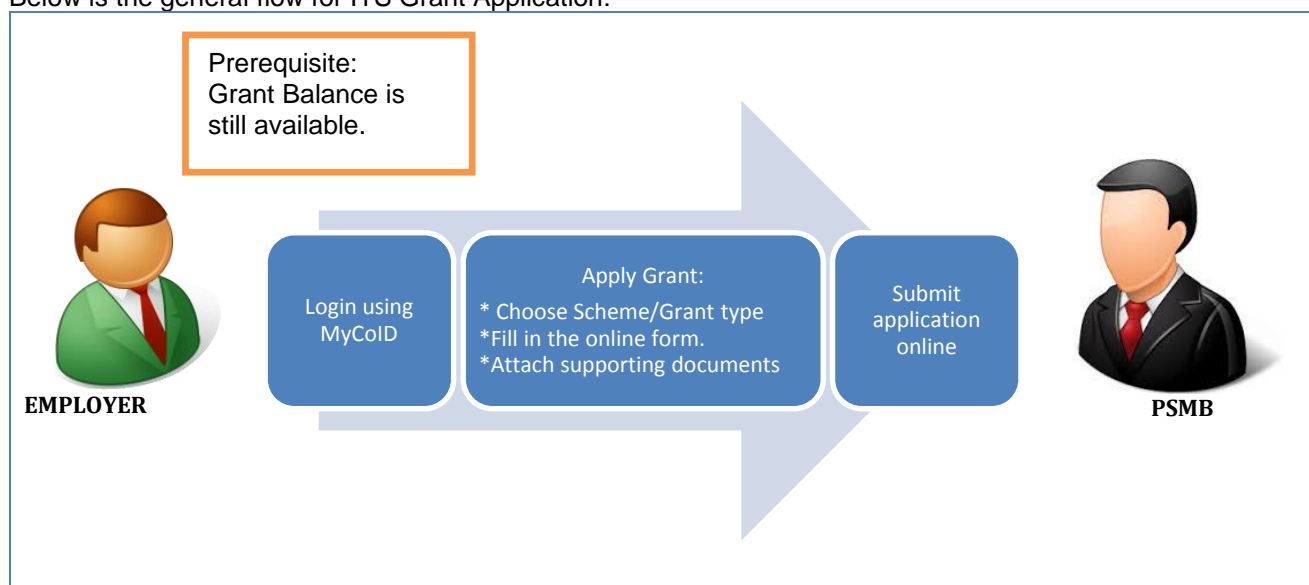 Below is the general flow for ITS Grant Application:
Prerequisite:
Grant Balance is
still available.
Login using
MyCoID
Apply Grant:
* Choose Scheme/Grant type
*Fill in the online form.
*Attach supporting documents
Submit
application
online
EMPLOYER
PSMB